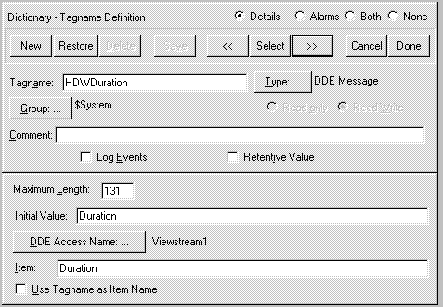 Dictionary - Tagname Definition Details Alarms Both None
New Restore Delete Save << Select >> Cancel Done
Tagname: HDWDuration Type: DDE Message
Group: ... $System Read only Read Write
Comment:
Log Events Retentive Value
Maximum Length: 131
Initial Value: Duration
DDE Access Name: ... Viewstream1
Item: Duration
Use Tagname as Item Name